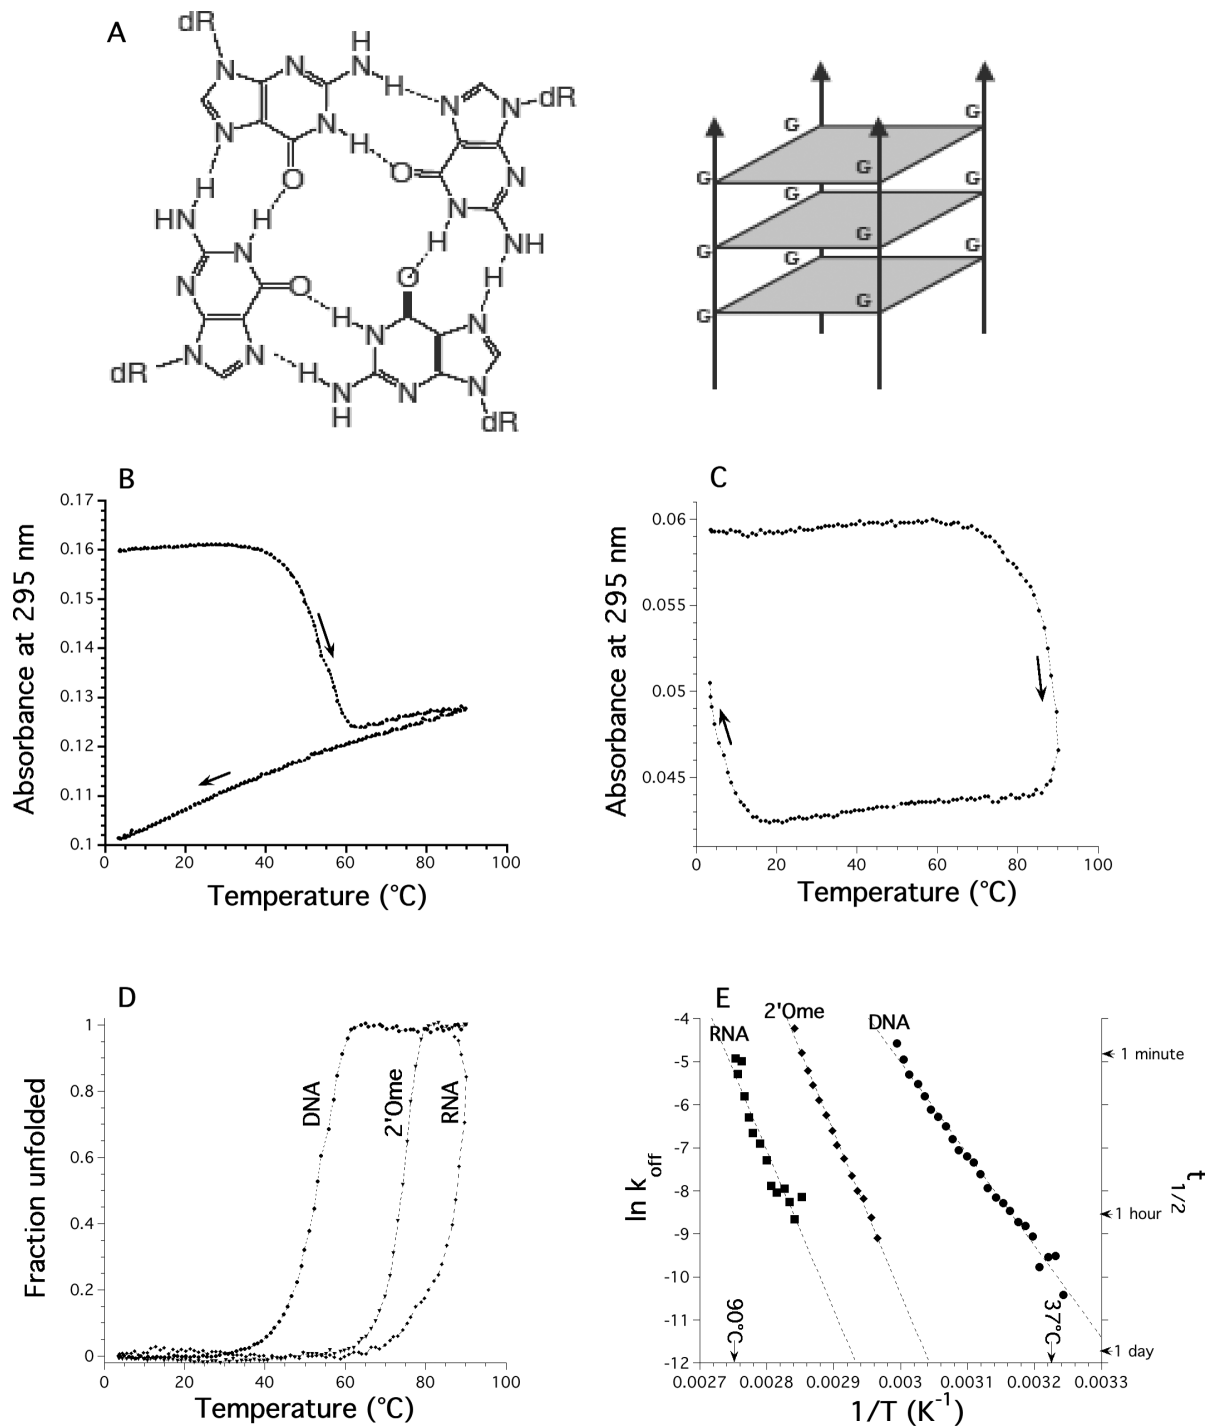 A
dR
H
N
N
N
H
N
N
dR
N
N
H
O
N
H
O
N
H
HN
H
N
H
NH
N
O
H
O
H
N
N
N
N
dR
H
N
N
N
H
N
dR
G
G
G
G
G
G
G
G
G
G
G
G
B
Absorbance at 295 nm
0.17
0.16
0.15
0.14
0.13
0.12
0.11
0.1
0 20 40 60 80 100
Temperature (°C)
C
Absorbance at 295 nm
0.06
0.055
0.05
0.045
0 20 40 60 80 100
Temperature (°C)
D
Fraction unfolded
1
0.8
0.6
0.4
0.2
0
DNA
2'Ome
RNA
0 20 40 60 80 100
Temperature (°C)
E
ln koff
-4
-5
-6
-7
-8
-9
-10
-11
-12
RNA
2'Ome
DNA
90°C
37°C
1 minute
1 hour
1 day
t1/2
0.0027 0.0028 0.0029 0.003 0.0031 0.0032 0.0033
1/T (K-1)